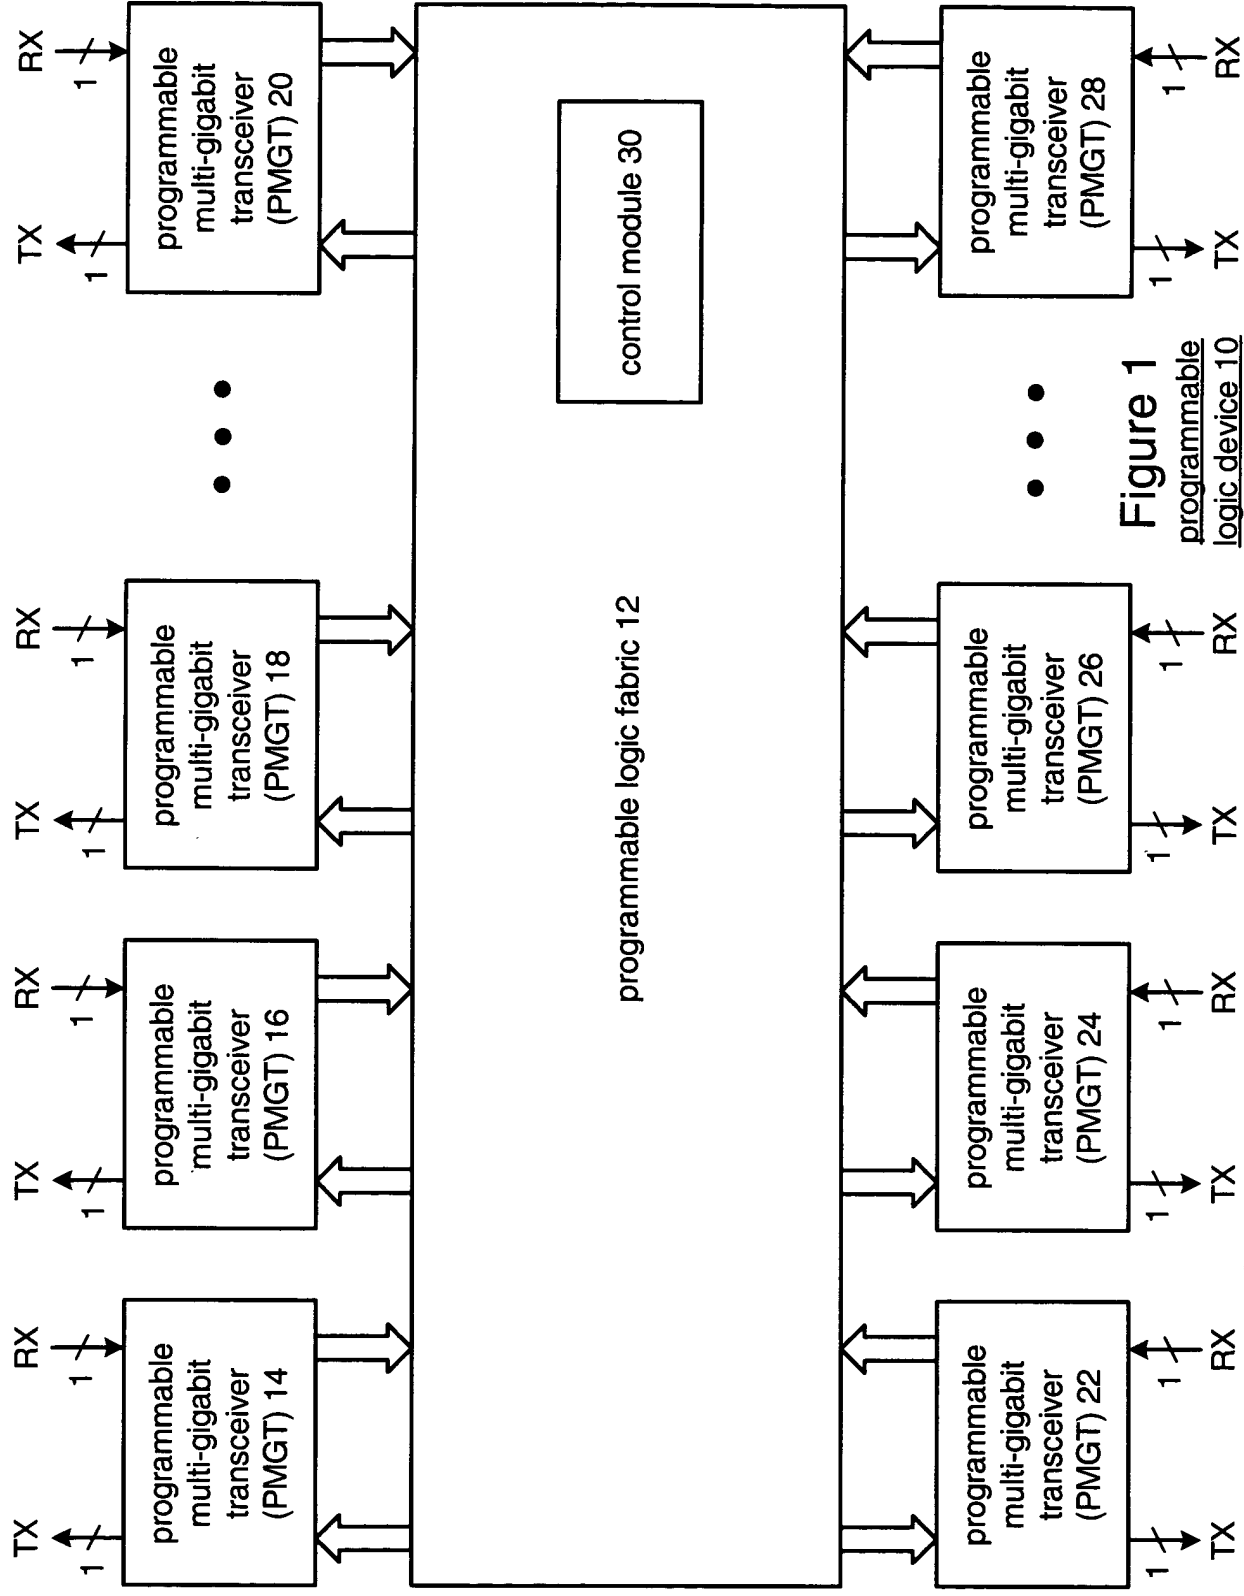 TX
RX
TX
RX
TX
RX
TX
RX
1
1
1
1
1
1
1
1
programmable
multi-gigabit
transceiver
(PMGT) 14
programmable
multi-gigabit
transceiver
(PMGT) 16
programmable
multi-gigabit
transceiver
(PMGT) 18
programmable
multi-gigabit
transceiver
(PMGT) 20
programmable logic fabric 12
control module 30
programmable
multi-gigabit
transceiver
(PMGT) 22
programmable
multi-gigabit
transceiver
(PMGT) 24
programmable
multi-gigabit
transceiver
(PMGT) 26
programmable
multi-gigabit
transceiver
(PMGT) 28
1
1
1
1
1
1
1
1
TX
RX
TX
RX
TX
RX
TX
RX
Figure 1
programmable
logic device 10